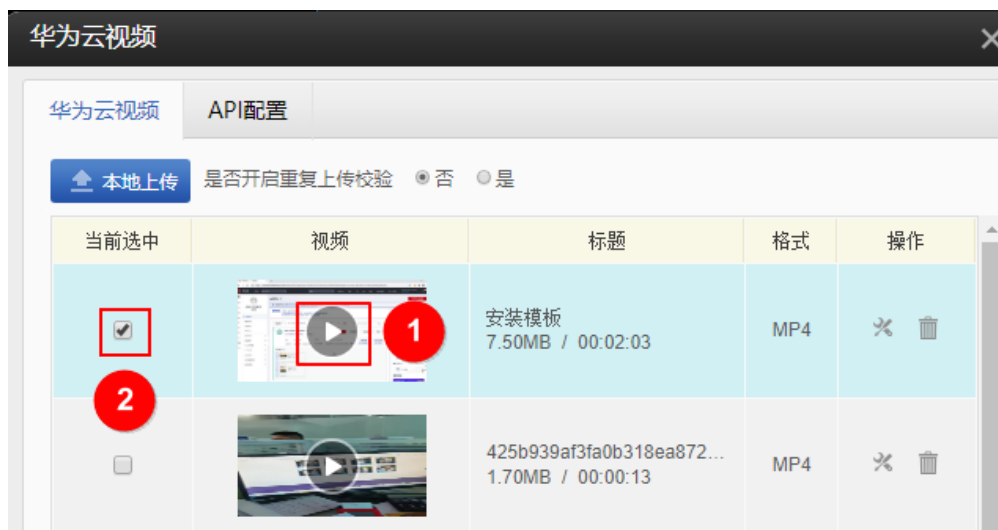 华为云视频
华为云视频 API配置
本地上传 是否开启重复上传校验 否 是
当前选中 视频 标题 格式 操作
1
安装模板
7.50MB / 00:02:03
MP4
2
425b939af3fa0b318ea872...
1.70MB / 00:00:13
MP4